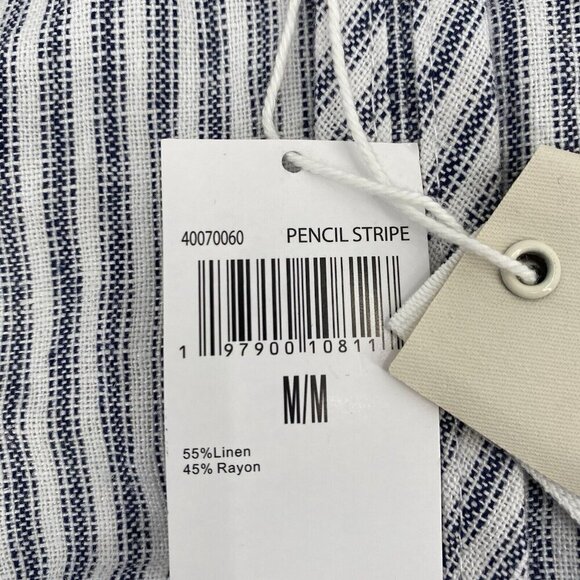 40070060 PENCIL STRIPE
1 97900 10811
M/M
55%Linen
45% Rayon